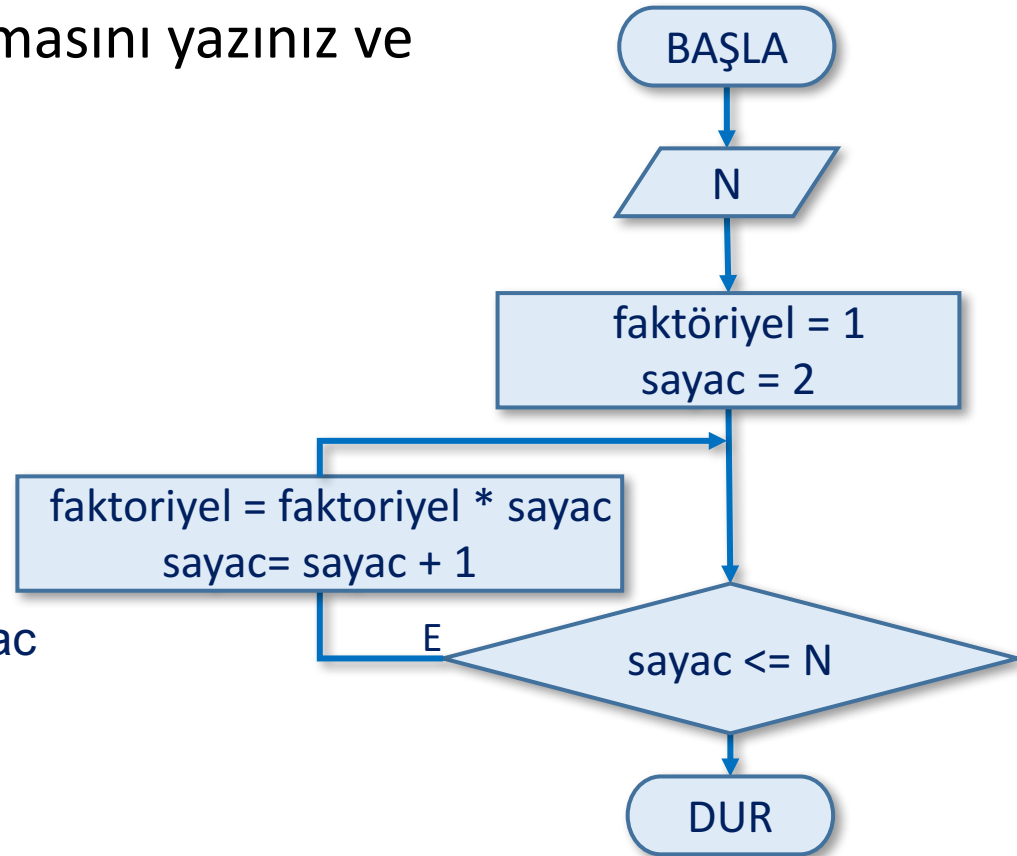 masını yazınız ve
BAŞLA
N
faktöriyel = 1
sayac = 2
faktoriyel = faktoriyel * sayac
sayac= sayac + 1
ac
E
sayac <= N
DUR